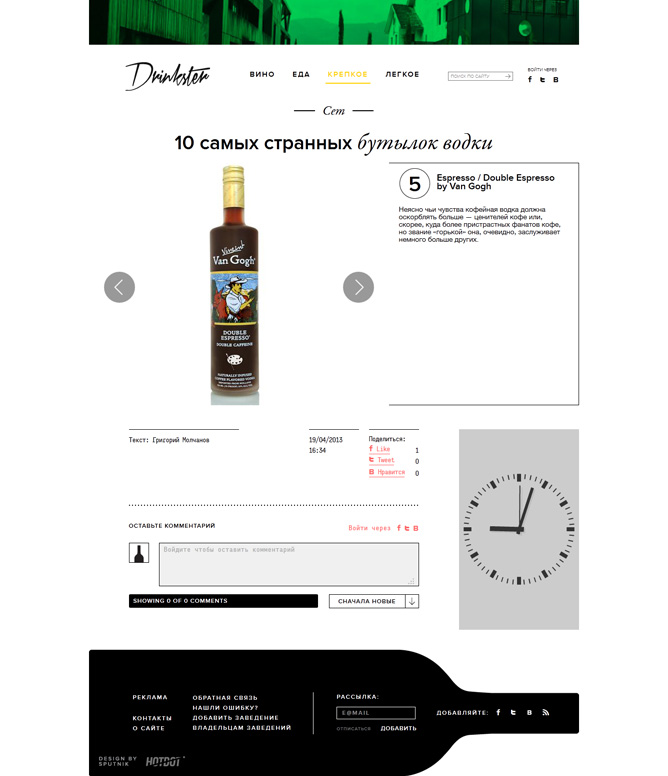 Drinkster
ВИНО ЕДА КРЕПКОЕ ЛЕГКОЕ
ПОИСК ПО САЙТУ
ВОЙТИ ЧЕРЕЗ
Сет
10 самых странных бутылок водки
5
Espresso / Double Espresso
by Van Gogh
Неясно чьи чувства кофейная водка должна
оскорблять больше — ценителей кофе или,
скорее, куда более пристрастных фанатов кофе,
но звание «горькой» она, очевидно, заслуживает
немного больше других.
Vincent
Van Gogh
DOUBLE
ESPRESSO
DOUBLE CAFFEINE
Текст: Григорий Молчанов
19/04/2013
16:34
Поделиться:
Like 1
Tweet 0
Нравится 0
ОСТАВЬТЕ КОММЕНТАРИЙ
Войти через
Войдите чтобы оставить комментарий
SHOWING 0 OF 0 COMMENTS
СНАЧАЛА НОВЫЕ
РЕКЛАМА
КОНТАКТЫ
О САЙТЕ
ОБРАТНАЯ СВЯЗЬ
НАШЛИ ОШИБКУ?
ДОБАВИТЬ ЗАВЕДЕНИЕ
ВЛАДЕЛЬЦАМ ЗАВЕДЕНИЙ
РАССЫЛКА:
E@MAIL
ОТПИСАТЬСЯ ДОБАВИТЬ
ДОБАВЛЯЙТЕ:
DESIGN BY
SPUTNIK
HOTDOT